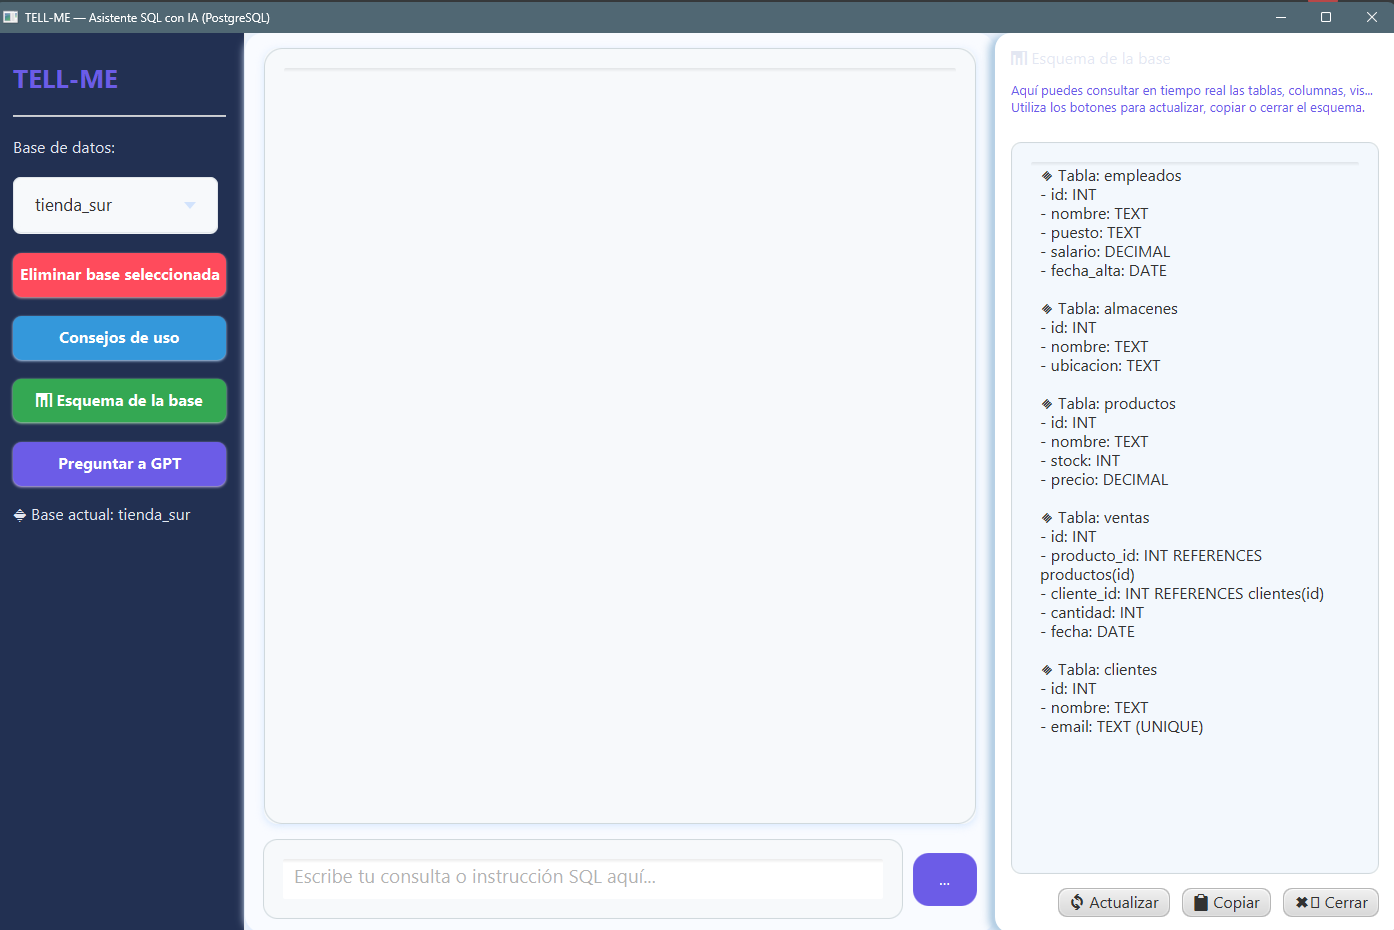 TELL-ME — Asistente SQL con IA (PostgreSQL)
TELL-ME
Base de datos:
tienda_sur
Eliminar base seleccionada
Consejos de uso
Esquema de la base
Preguntar a GPT
Base actual: tienda_sur
Escribe tu consulta o instrucción SQL aquí...
...
Esquema de la base
Aquí puedes consultar en tiempo real las tablas, columnas, vis...
Utiliza los botones para actualizar, copiar o cerrar el esquema.
Tabla: empleados
- id: INT
- nombre: TEXT
- puesto: TEXT
- salario: DECIMAL
- fecha_alta: DATE
Tabla: almacenes
- id: INT
- nombre: TEXT
- ubicacion: TEXT
Tabla: productos
- id: INT
- nombre: TEXT
- stock: INT
- precio: DECIMAL
Tabla: ventas
- id: INT
- producto_id: INT REFERENCES
productos(id)
- cliente_id: INT REFERENCES clientes(id)
- cantidad: INT
- fecha: DATE
Tabla: clientes
- id: INT
- nombre: TEXT
- email: TEXT (UNIQUE)
Actualizar
Copiar
Cerrar